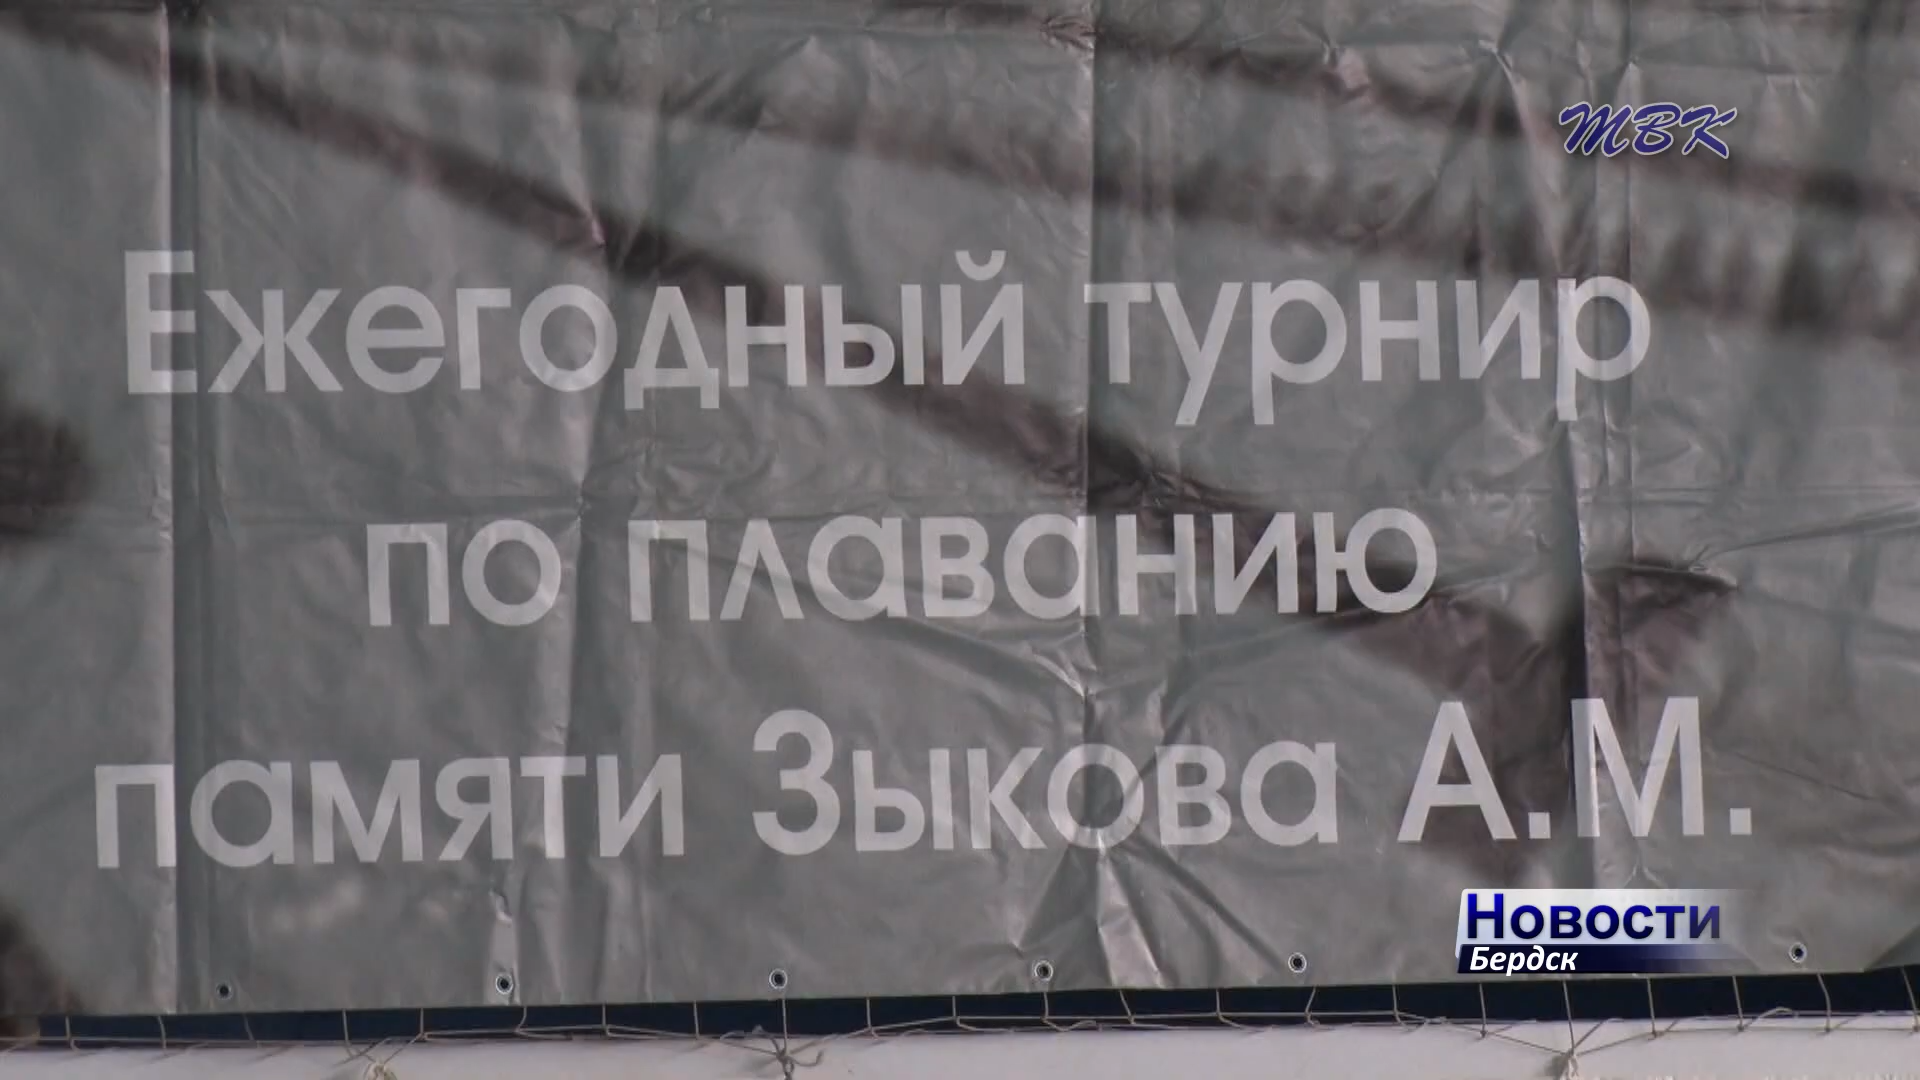 ТВК
Ежегодный турнир
по плаванию
памяти Зыкова А.М.
Новости
Бердск